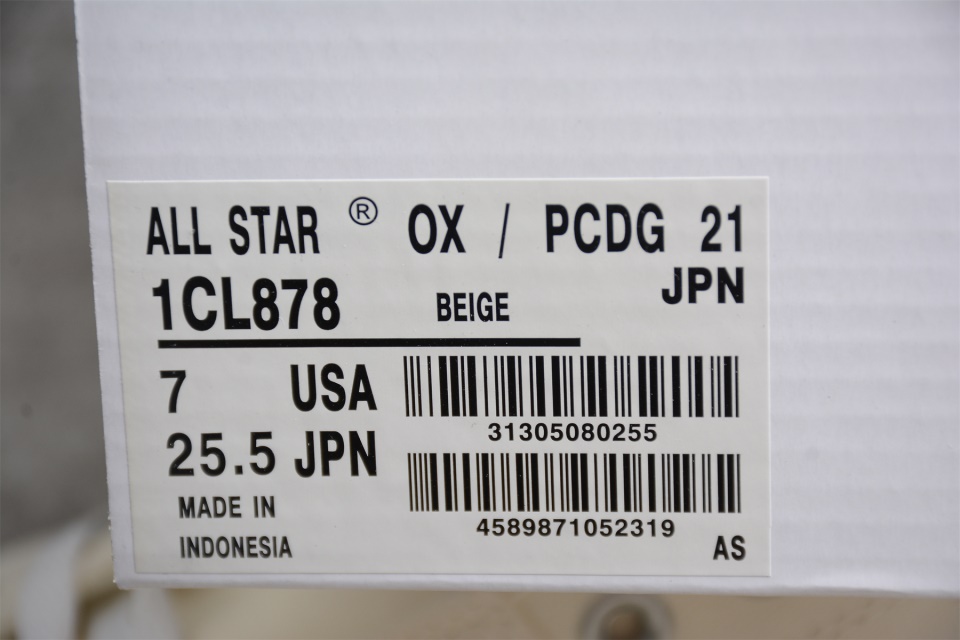 ALL STAR ® OX / PCDG 21
JPN
1CL878 BEIGE
7 USA
31305080255
25.5 JPN
4589871052319
MADE IN
INDONESIA
AS